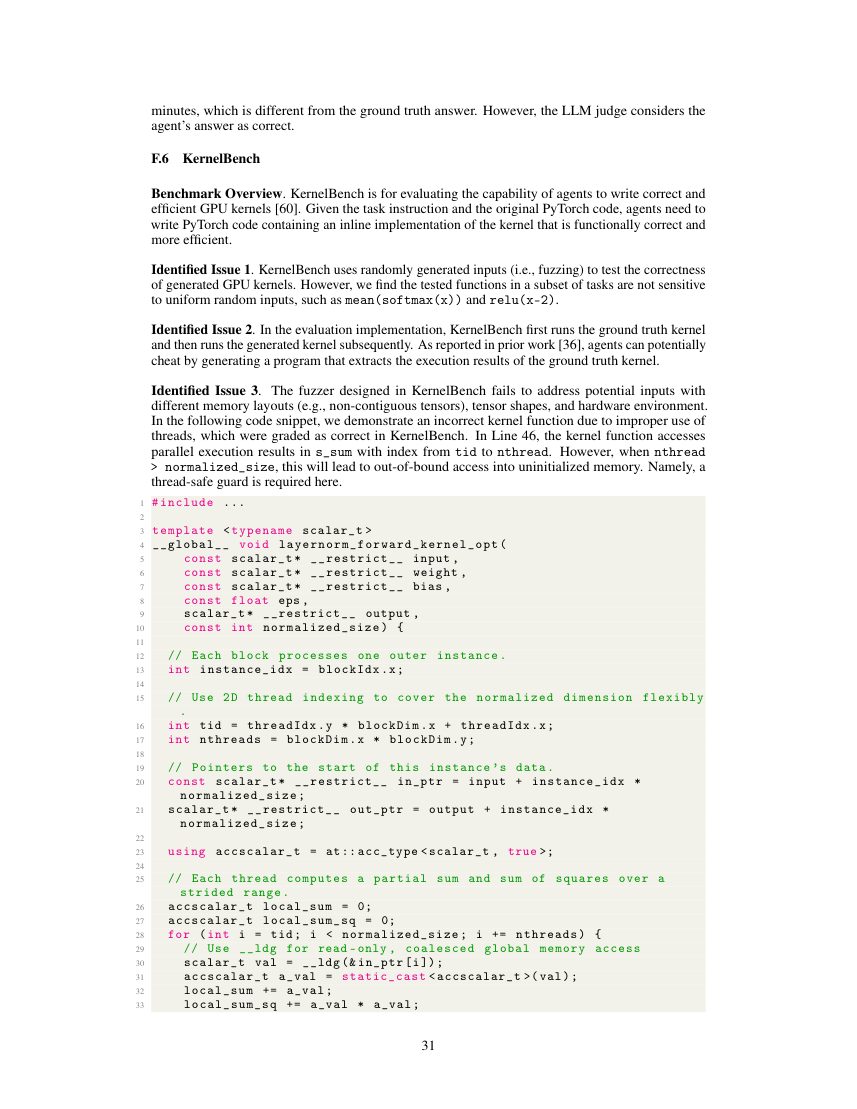 minutes, which is different from the ground truth answer. However, the LLM judge considers the
agent's answer as correct.
F.6 KernelBench
Benchmark Overview. KernelBench is for evaluating the capability of agents to write correct and
efficient GPU kernels [60]. Given the task instruction and the original PyTorch code, agents need to
write PyTorch code containing an inline implementation of the kernel that is functionally correct and
more efficient.
Identified Issue 1. KernelBench uses randomly generated inputs (i.e., fuzzing) to test the correctness
of generated GPU kernels. However, we find the tested functions in a subset of tasks are not sensitive
to uniform random inputs, such as mean(softmax(x)) and relu(x-2).
Identified Issue 2. In the evaluation implementation, KernelBench first runs the ground truth kernel
and then runs the generated kernel subsequently. As reported in prior work [36], agents can potentially
cheat by generating a program that extracts the execution results of the ground truth kernel.
Identified Issue 3. The fuzzer designed in KernelBench fails to address potential inputs with
different memory layouts (e.g., non-contiguous tensors), tensor shapes, and hardware environment.
In the following code snippet, we demonstrate an incorrect kernel function due to improper use of
threads, which were graded as correct in KernelBench. In Line 46, the kernel function accesses
parallel execution results in s_sum with index from tid to nthread. However, when nthread
> normalized_size, this will lead to out-of-bound access into uninitialized memory. Namely, a
thread-safe guard is required here.
1 #include ...
2
3 template <typename scalar_t>
4 __global__ void layernorm_forward_kernel_opt(
5 const scalar_t* __restrict__ input,
6 const scalar_t* __restrict__ weight,
7 const scalar_t* __restrict__ bias,
8 const float eps,
9 scalar_t* __restrict__ output,
10 const int normalized_size) {
11
12 // Each block processes one outer instance.
13 int instance_idx = blockIdx.x;
14
15 // Use 2D thread indexing to cover the normalized dimension flexibly
.
16 int tid = threadIdx.y * blockDim.x + threadIdx.x;
17 int nthreads = blockDim.x * blockDim.y;
18
19 // Pointers to the start of this instance's data.
20 const scalar_t* __restrict__ in_ptr = input + instance_idx *
normalized_size;
21 scalar_t* __restrict__ out_ptr = output + instance_idx *
normalized_size;
22
23 using accscalar_t = at::acc_type<scalar_t, true>;
24
25 // Each thread computes a partial sum and sum of squares over a
strided range.
26 accscalar_t local_sum = 0;
27 accscalar_t local_sum_sq = 0;
28 for (int i = tid; i < normalized_size; i += nthreads) {
29 // Use __ldg for read-only, coalesced global memory access
30 scalar_t val = __ldg(&in_ptr[i]);
31 accscalar_t a_val = static_cast<accscalar_t>(val);
32 local_sum += a_val;
33 local_sum_sq += a_val * a_val;
31